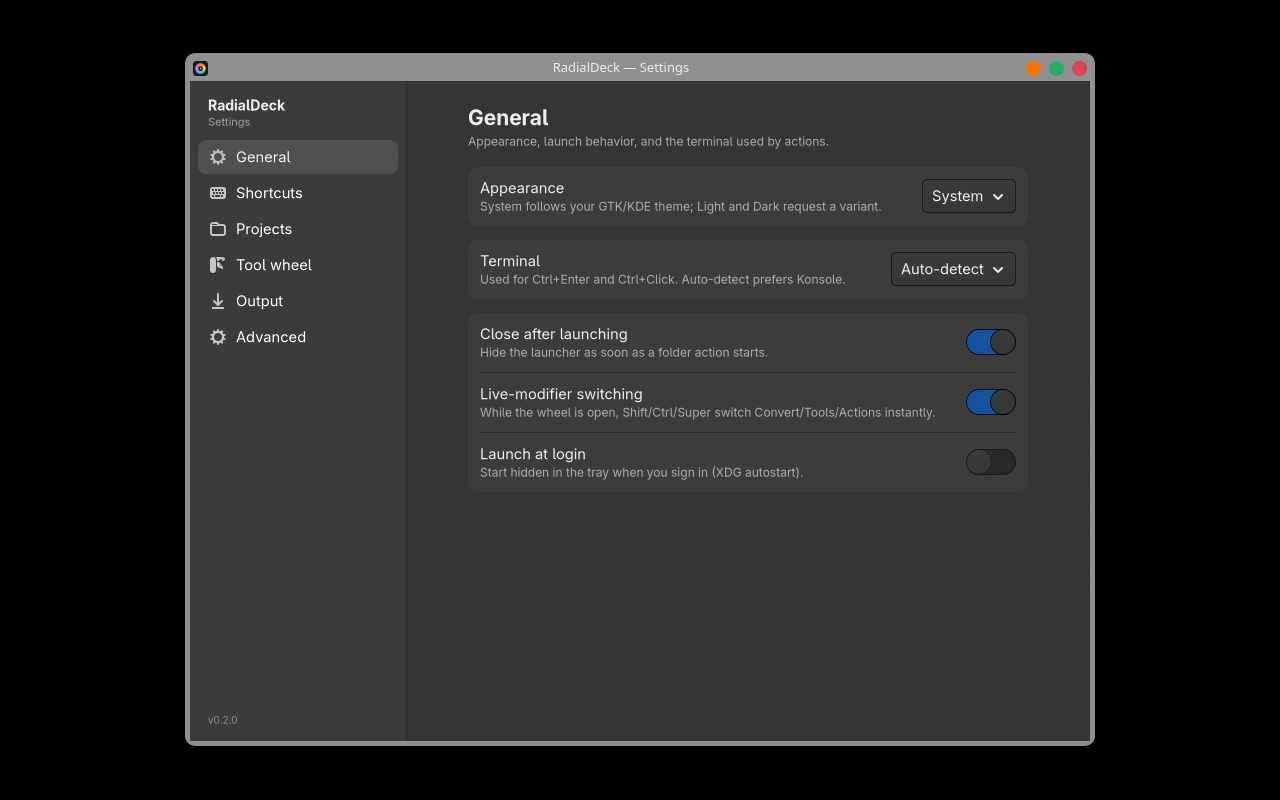 RadialDeck — Settings
RadialDeck
Settings
General
Shortcuts
Projects
Tool wheel
Output
Advanced
v0.2.0
General
Appearance, launch behavior, and the terminal used by actions.
Appearance
System follows your GTK/KDE theme; Light and Dark request a variant.
System
Terminal
Used for Ctrl+Enter and Ctrl+Click. Auto-detect prefers Konsole.
Auto-detect
Close after launching
Hide the launcher as soon as a folder action starts.
Live-modifier switching
While the wheel is open, Shift/Ctrl/Super switch Convert/Tools/Actions instantly.
Launch at login
Start hidden in the tray when you sign in (XDG autostart).